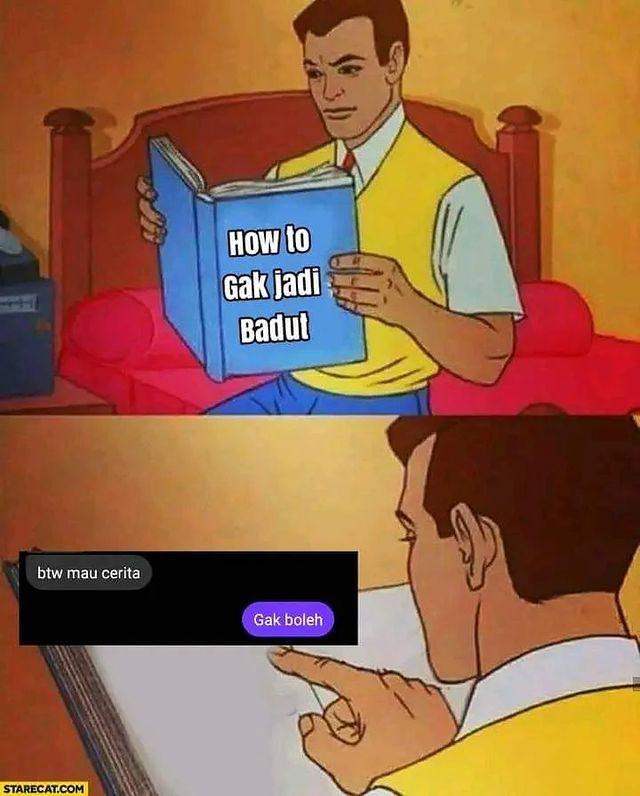 How to
Gak jadi
Badut
btw mau cerita
Gak boleh
STARECAT.COM